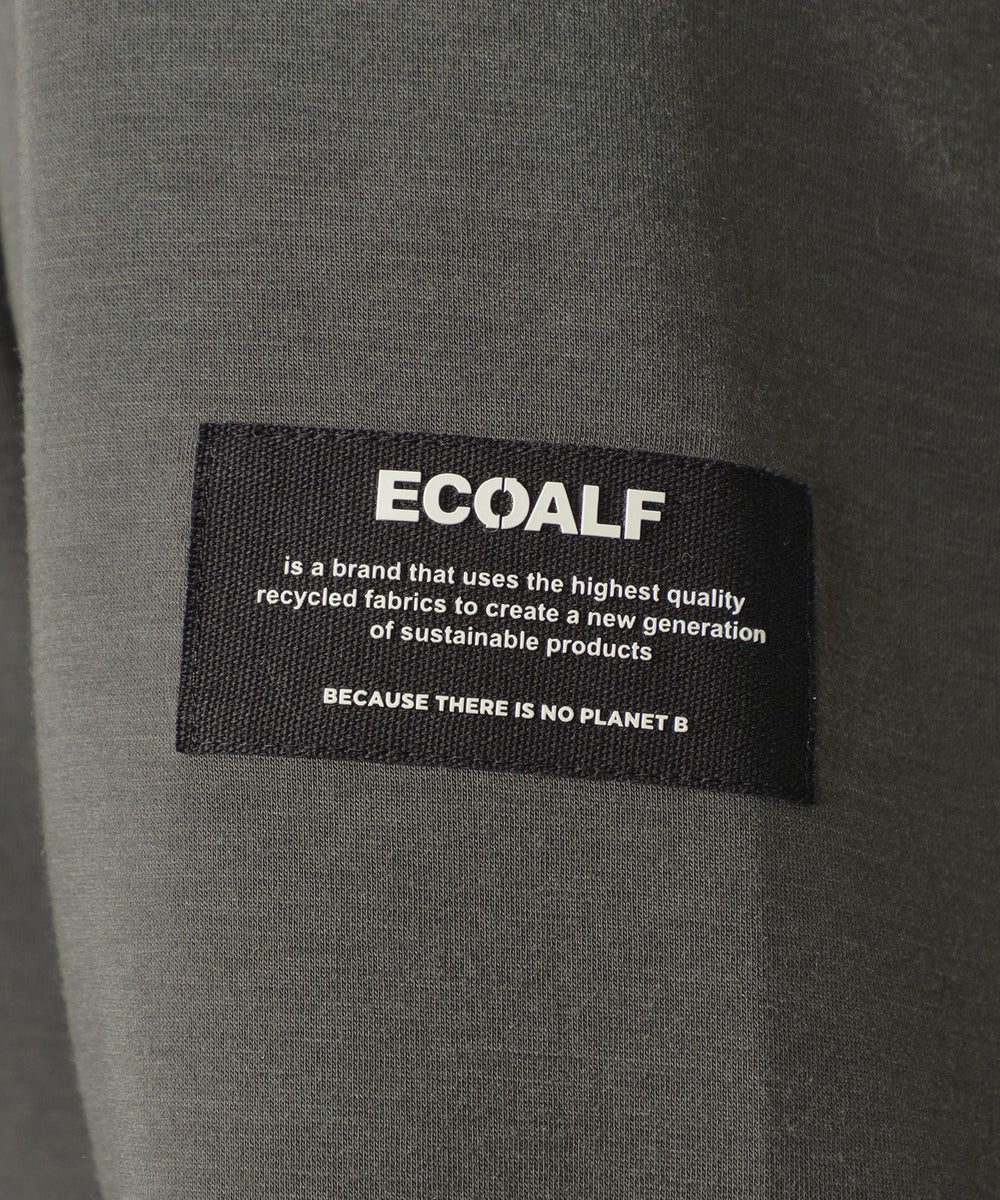 ECOALF
is a brand that uses the highest quality
recycled fabrics to create a new generation
of sustainable products
BECAUSE THERE IS NO PLANET B